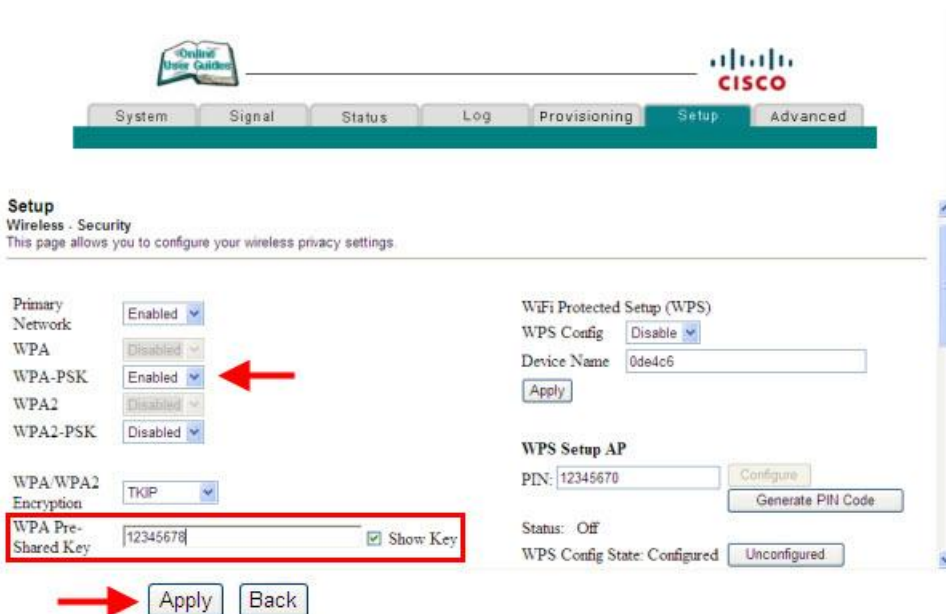 Online
User Guides
CISCO
System Signal Status Log Provisioning Setup Advanced
Setup
Wireless - Security
This page allows you to configure your wireless privacy settings.
Primary
Network
Enabled
WPA
Disabled
WPA-PSK
Enabled
WPA2
Disabled
WPA2-PSK
Disabled
WPA/WPA2
Encryption
TKIP
WPA Pre-
Shared Key
12345678
Show Key
WiFi Protected Setup (WPS)
WPS Config Disable
Device Name 0de4c6
Apply
WPS Setup AP
PIN: 12345670 Configure
Generate PIN Code
Status: Off
WPS Config State: Configured Unconfigured
Apply Back